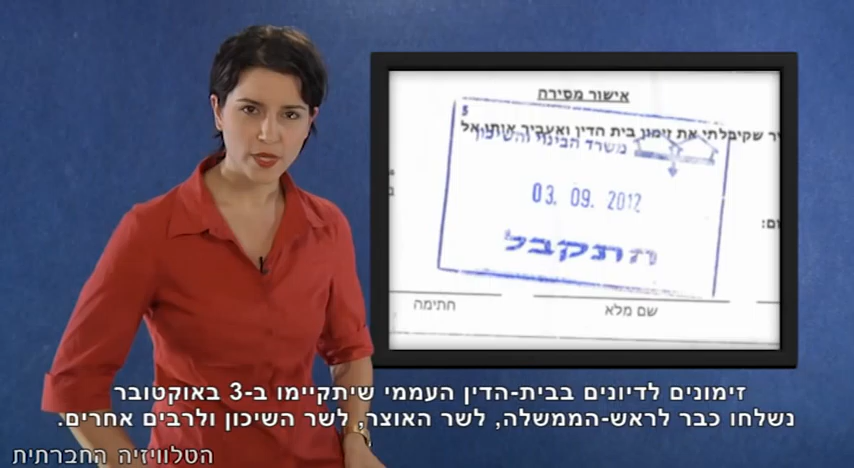 אישור מסירה
יר שקיבלתי את זימון בית הדין ואעביר אותו אל
משרד הבינוי והשיכון
03. 09. 2012
התקבל
ום:
שם מלא
חתימה
זימונים לדיונים בבית-הדין העממי שיתקיימו ב-3 באוקטובר
נשלחו כבר לראש-הממשלה, לשר האוצר, לשר השיכון ולרבים אחרים.
הטלוויזיה החברתית